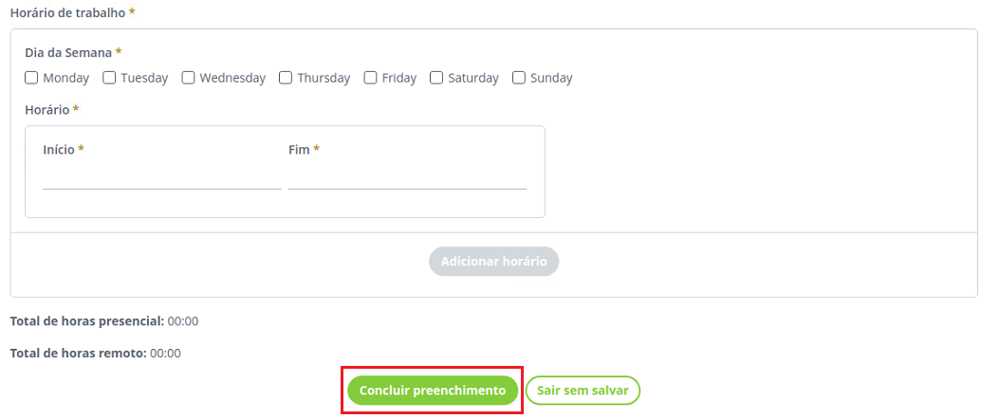 Horário de trabalho *
Dia da Semana *
Monday Tuesday Wednesday Thursday Friday Saturday Sunday
Horário *
Início * Fim *
Adicionar horário
Total de horas presencial: 00:00
Total de horas remoto: 00:00
Concluir preenchimento Sair sem salvar